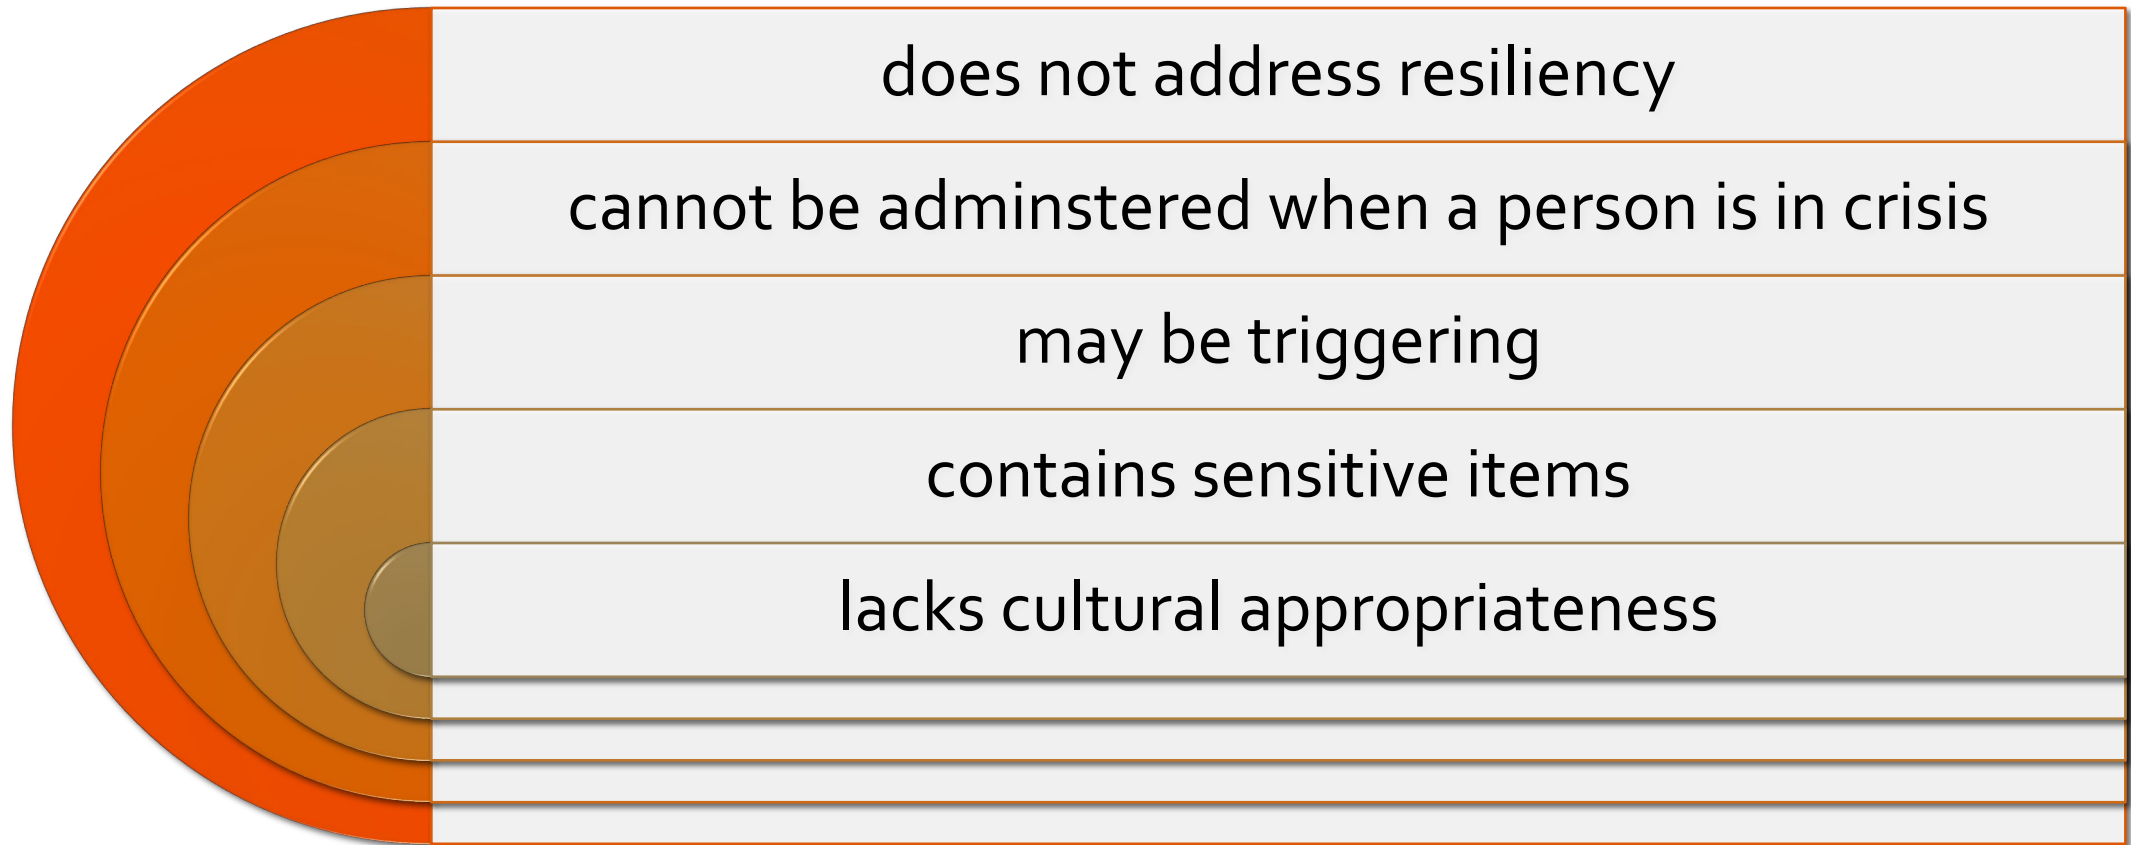 does not address resiliency
cannot be adminstered when a person is in crisis
may be triggering
contains sensitive items
lacks cultural appropriateness